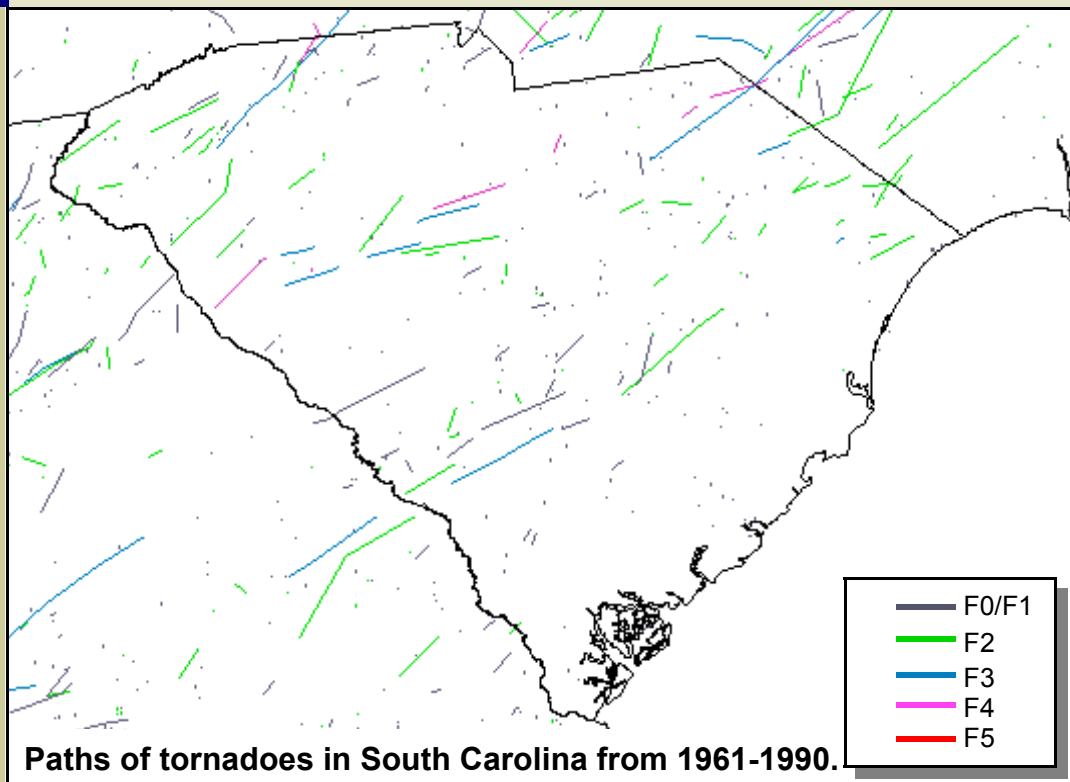 F0/F1
F2
F3
F4
F5
Paths of tornadoes in South Carolina from 1961-1990.